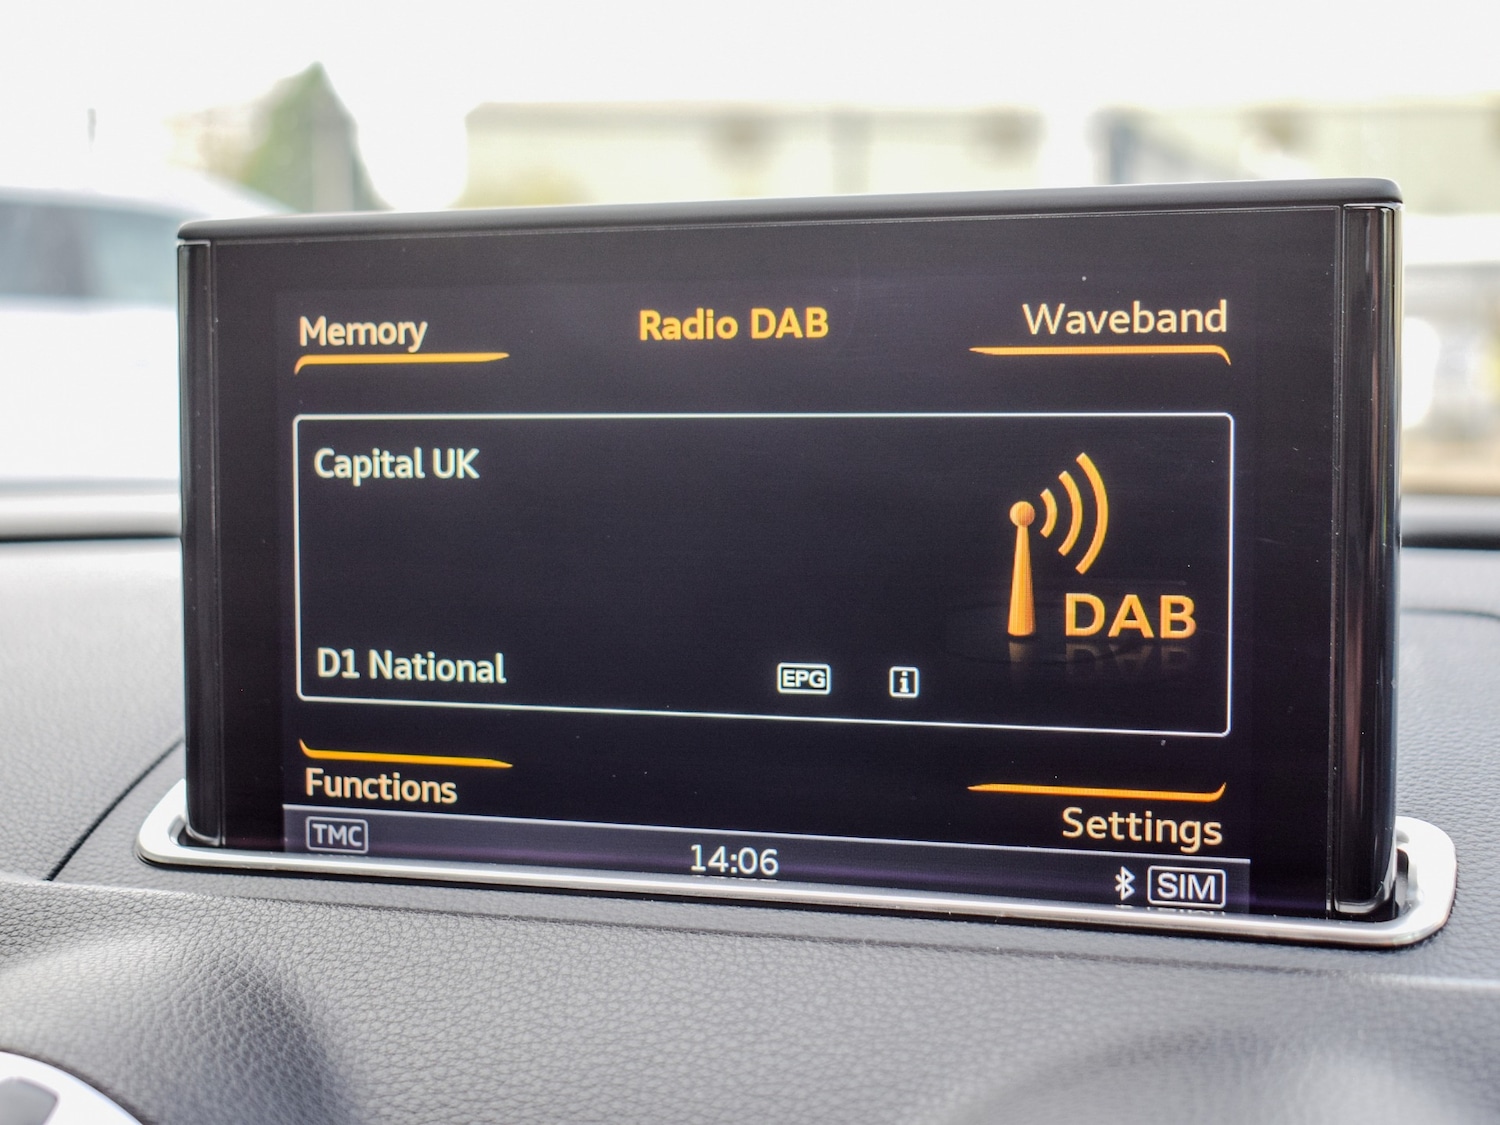 Memory
Radio DAB
Waveband
Capital UK
DAB
D1 National
EPG
i
Functions
Settings
TMC
14:06
SIM